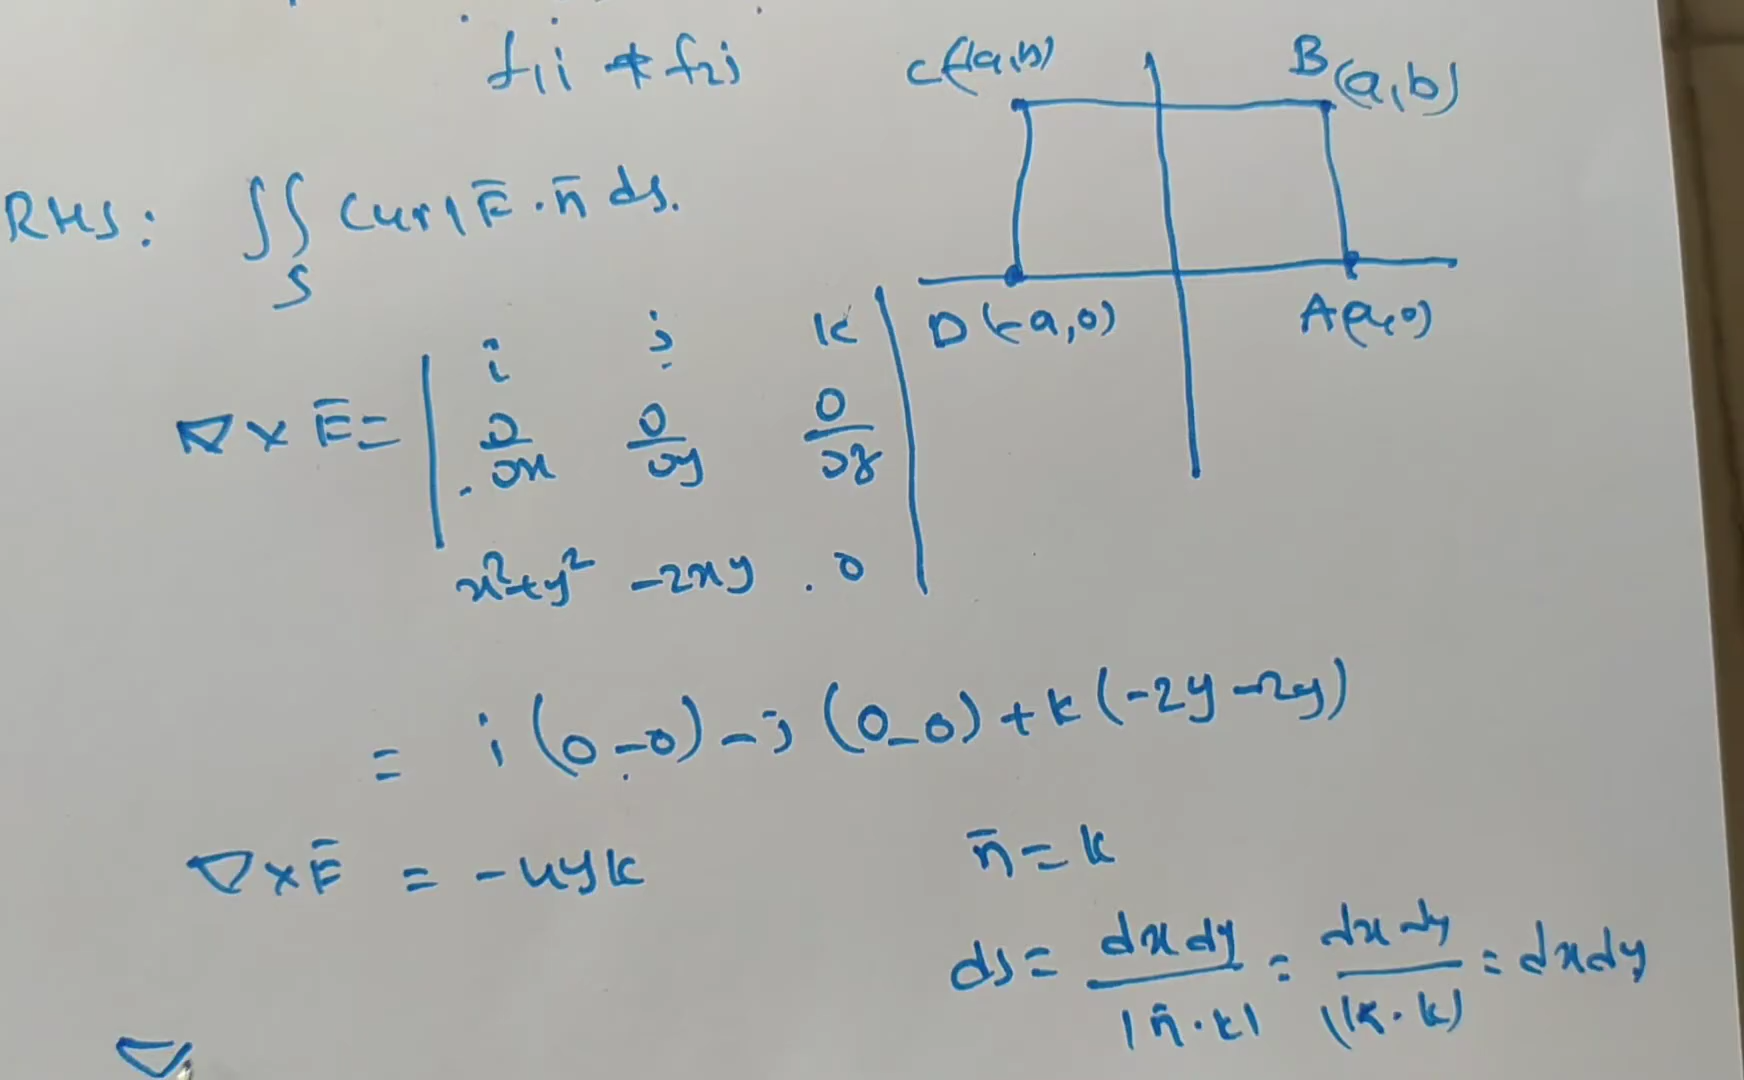 f₁i + f₂j
C(-a,b)
B(a,b)
RHS: ∬ curl F̄ · n̄ ds.
S
D(-a,0)
A(a,0)
i j k
∇ × F̄ = | ∂/∂x ∂/∂y ∂/∂z |
x²+y² -2xy 0
= i(0-0) - j(0-0) + k(-2y-2y)
∇×F̄ = -4yk
n̄ = k
ds = dxdy/|n̄·k| = dxdy/|k·k| = dxdy
∇